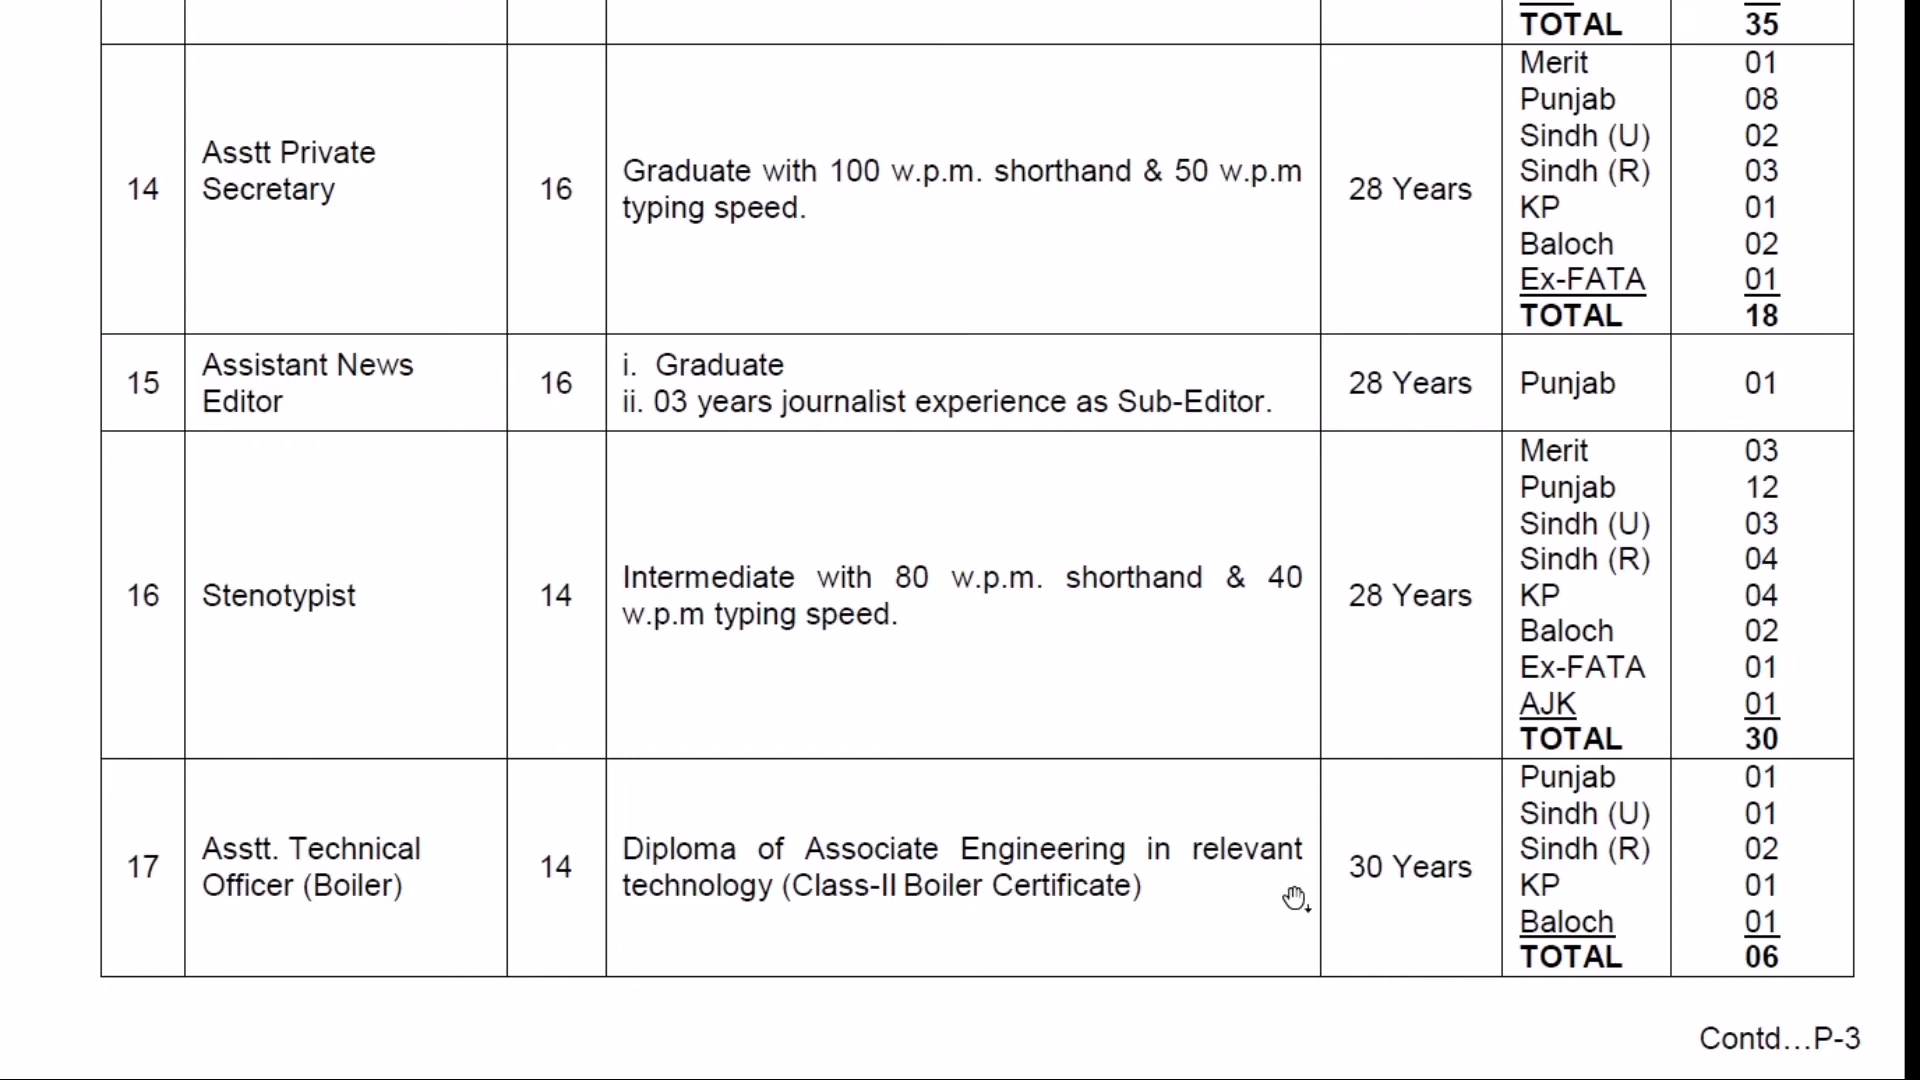 TOTAL 35
14 Asstt Private Secretary 16 Graduate with 100 w.p.m. shorthand & 50 w.p.m typing speed. 28 Years
Merit 01
Punjab 08
Sindh (U) 02
Sindh (R) 03
KP 01
Baloch 02
Ex-FATA 01
TOTAL 18
15 Assistant News Editor 16
i. Graduate
ii. 03 years journalist experience as Sub-Editor.
28 Years Punjab 01
16 Stenotypist 14 Intermediate with 80 w.p.m. shorthand & 40 w.p.m typing speed. 28 Years
Merit 03
Punjab 12
Sindh (U) 03
Sindh (R) 04
KP 04
Baloch 02
Ex-FATA 01
AJK 01
TOTAL 30
17 Asstt. Technical Officer (Boiler) 14 Diploma of Associate Engineering in relevant technology (Class-II Boiler Certificate) 30 Years
Punjab 01
Sindh (U) 01
Sindh (R) 02
KP 01
Baloch 01
TOTAL 06
Contd...P-3